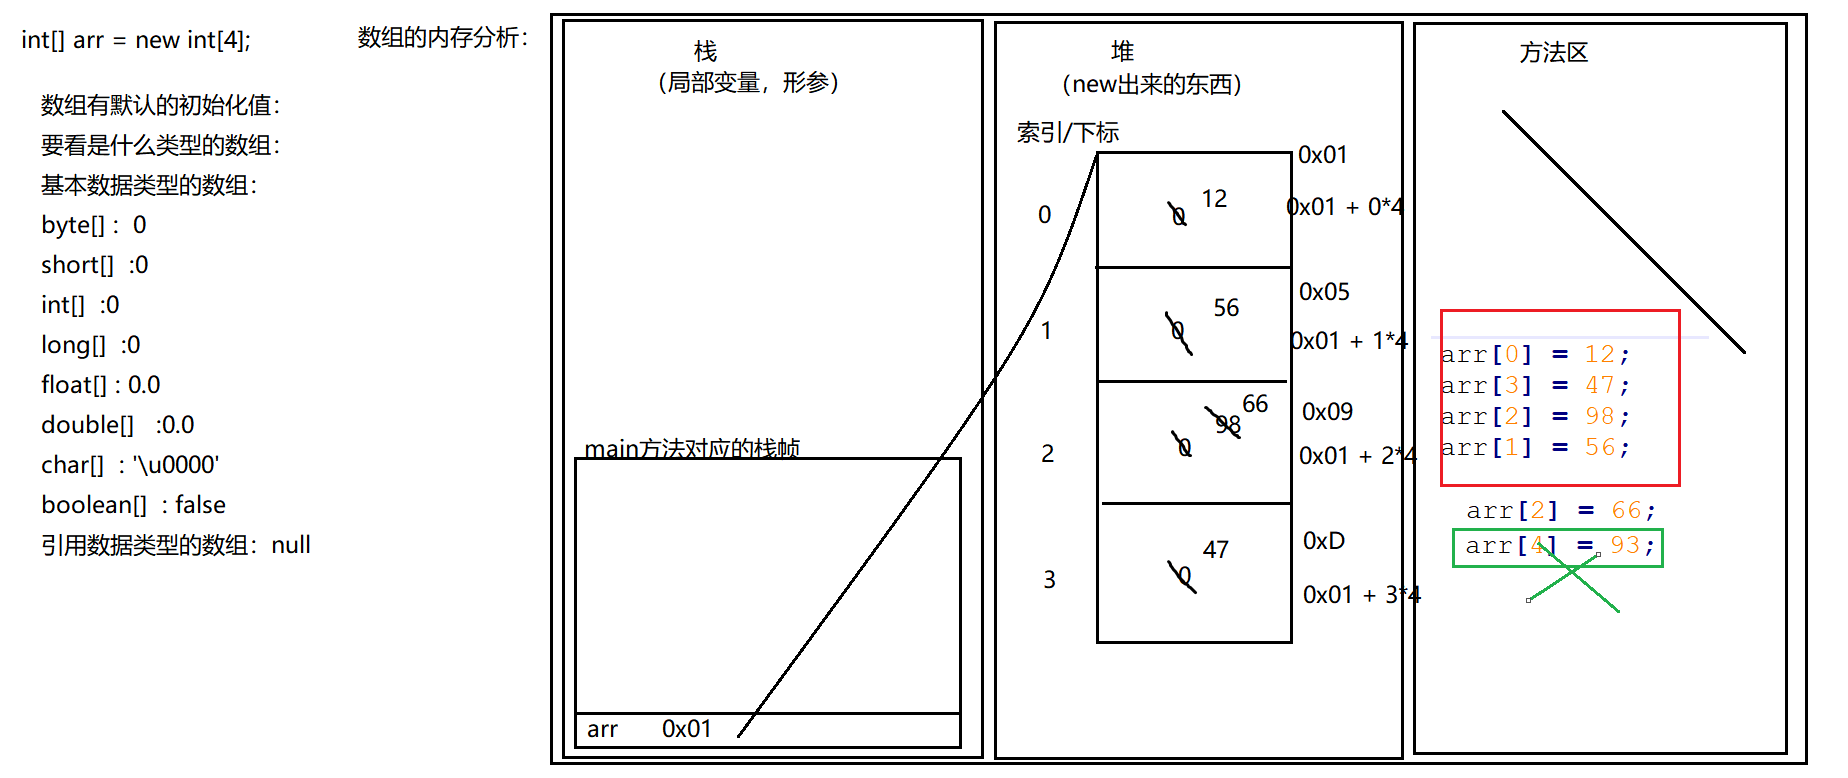 int[] arr = new int[4];
数组有默认的初始化值：
要看是什么类型的数组：
基本数据类型的数组：
byte[] : 0
short[] :0
int[] :0
long[] :0
float[] : 0.0
double[] :0.0
char[] : '\u0000'
boolean[] : false
引用数据类型的数组：null
数组的内存分析：
栈
（局部变量，形参）
main方法对应的栈帧
arr 0x01
堆
（new出来的东西）
索引/下标
0x01
0 0 12 0x01 + 0*4
0x05
56
1 0 0x01 + 1*4
66
98 0x09
2 0 0x01 + 2*4
47 0xD
3 0 0x01 + 3*4
方法区
arr[0] = 12;
arr[3] = 47;
arr[2] = 98;
arr[1] = 56;
arr[2] = 66;
arr[4] = 93;